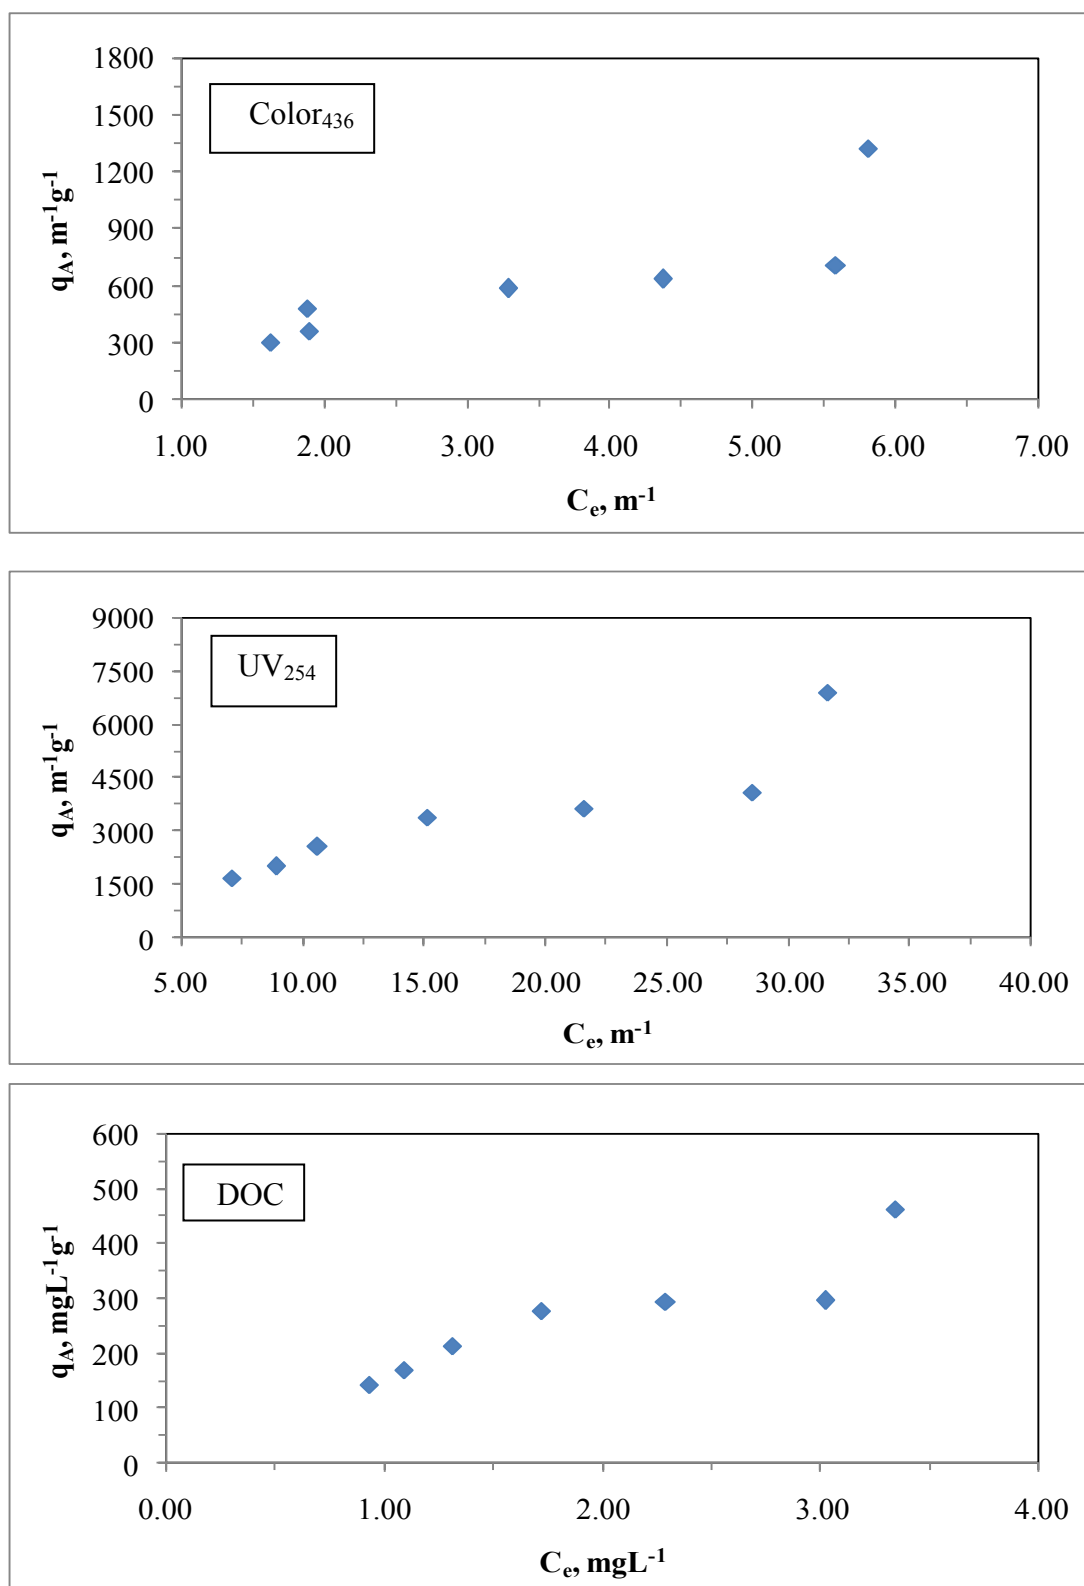 1800
Color₄₃₆
1500
1200
900
600
300
0
q_A, m⁻¹g⁻¹
1.00 2.00 3.00 4.00 5.00 6.00 7.00
Cₑ, m⁻¹
9000
UV₂₅₄
7500
6000
4500
3000
1500
0
q_A, m⁻¹g⁻¹
5.00 10.00 15.00 20.00 25.00 30.00 35.00 40.00
Cₑ, m⁻¹
600
DOC
500
400
300
200
100
0
q_A, mgL⁻¹g⁻¹
0.00 1.00 2.00 3.00 4.00
Cₑ, mgL⁻¹